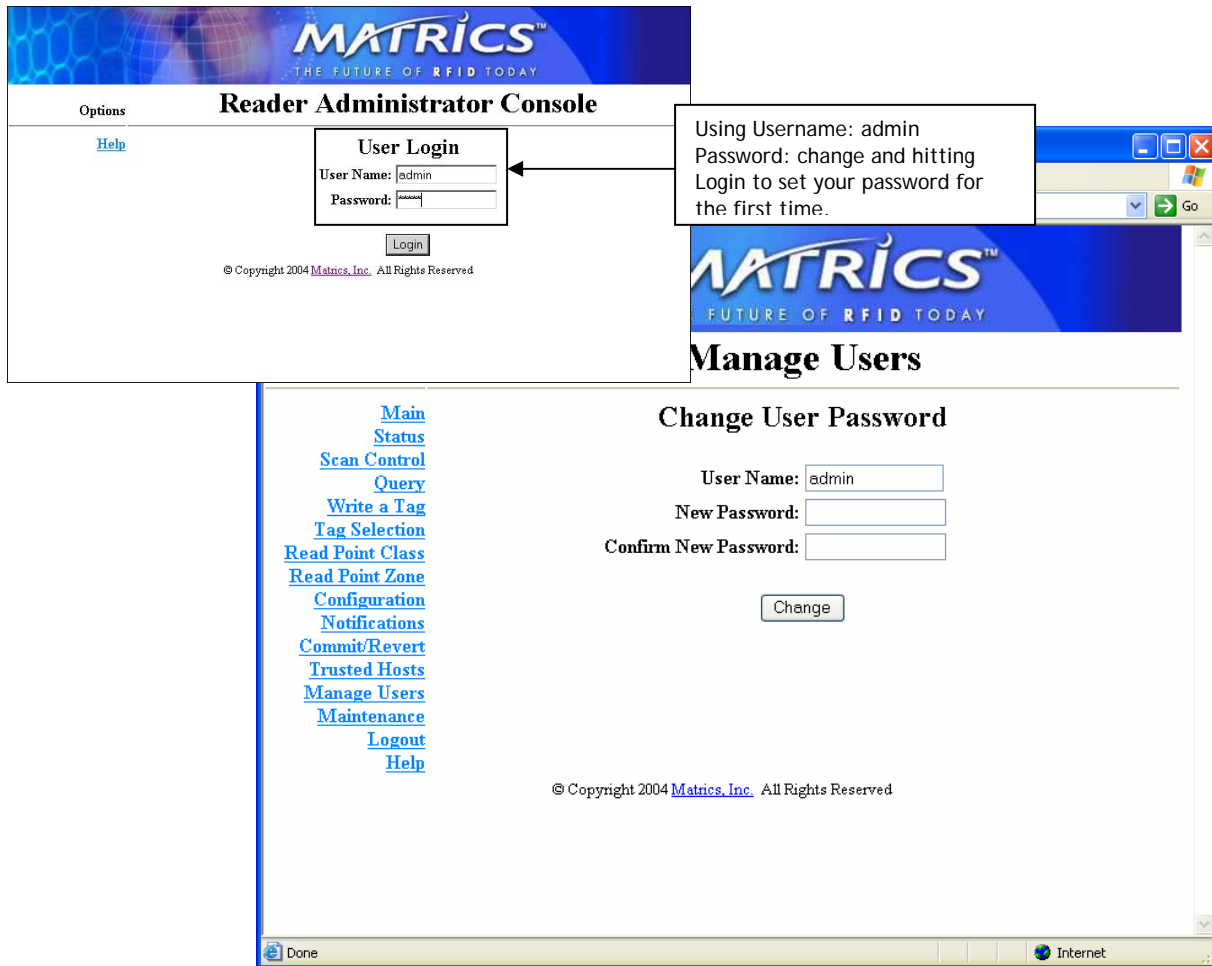 MATRICS™
THE FUTURE OF RFID TODAY
Options
Reader Administrator Console
Help
User Login
User Name: admin
Password: *****
Login
© Copyright 2004 Matrics, Inc. All Rights Reserved
Using Username: admin
Password: change and hitting
Login to set your password for
the first time.
Go
MATRICS™
FUTURE OF RFID TODAY
Manage Users
Main
Status
Scan Control
Query
Write a Tag
Tag Selection
Read Point Class
Read Point Zone
Configuration
Notifications
Commit/Revert
Trusted Hosts
Manage Users
Maintenance
Logout
Help
Change User Password
User Name: admin
New Password:
Confirm New Password:
Change
© Copyright 2004 Matrics, Inc. All Rights Reserved
Done
Internet